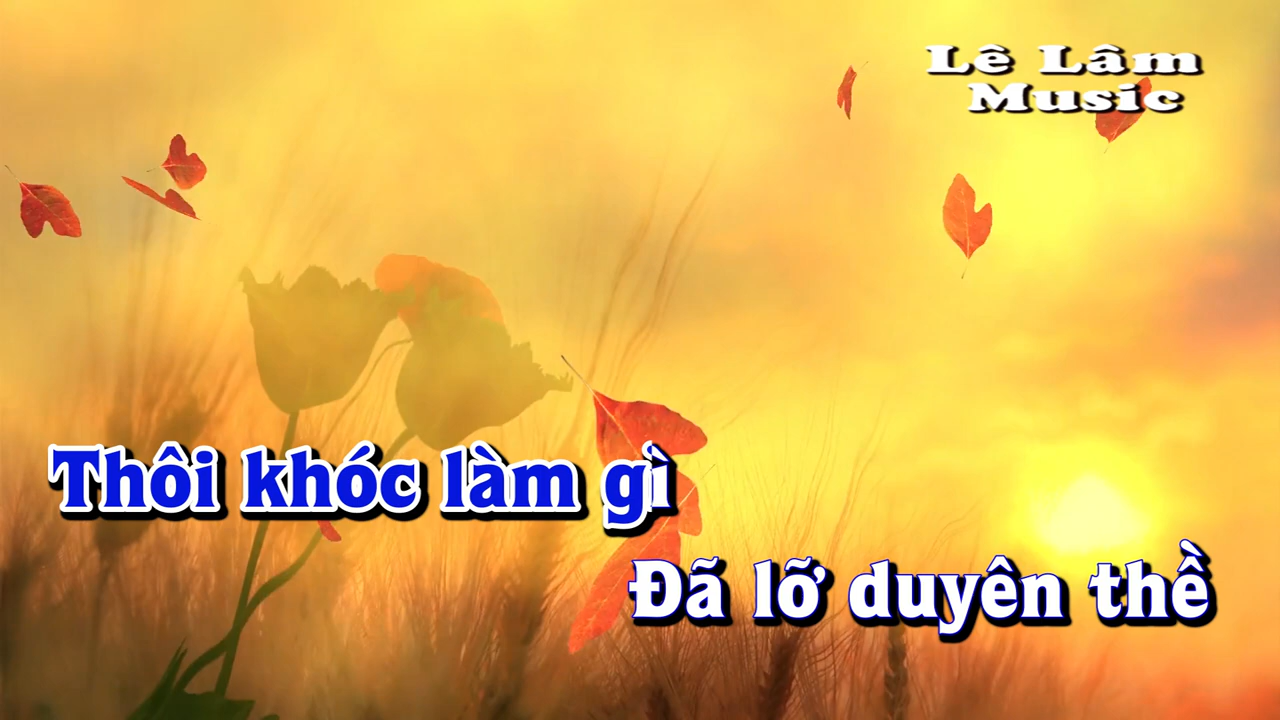 Lê Lâm
Music
Thôi khóc làm gì
Đã lỡ duyên thề